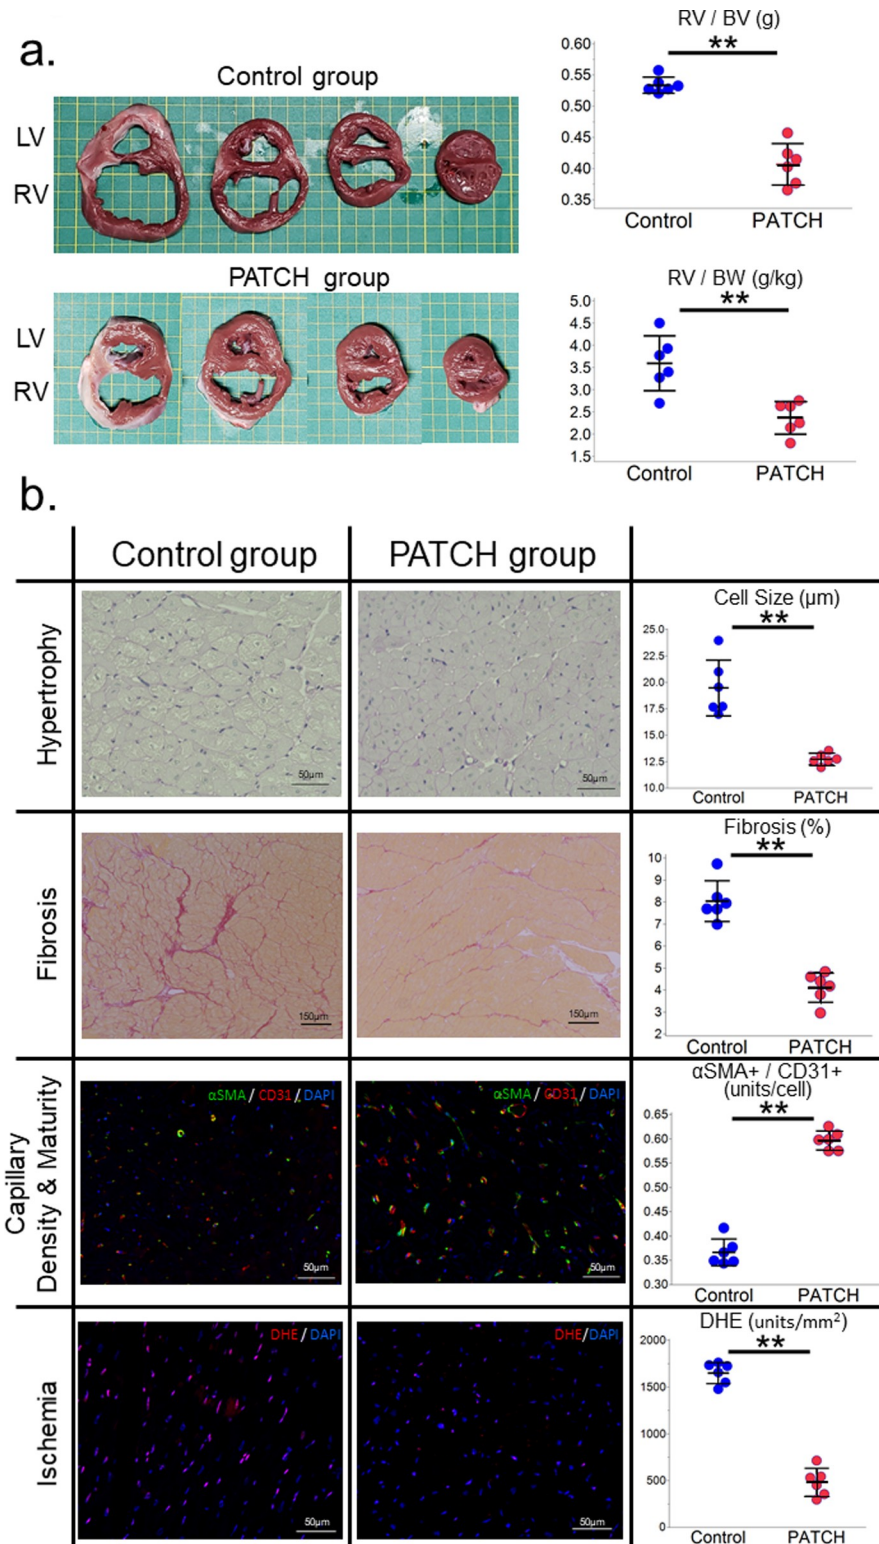 a.
Control group
LV
RV
PATCH group
LV
RV
RV / BV (g)
**
0.60
0.55
0.50
0.45
0.40
0.35
Control PATCH
RV / BW (g/kg)
**
5.0
4.5
4.0
3.5
3.0
2.5
2.0
1.5
Control PATCH
b.
Control group PATCH group
Hypertrophy
50μm
50μm
Cell Size (μm)
**
25.0
22.5
20.0
17.5
15.0
12.5
10.0
Control PATCH
Fibrosis
150μm
150μm
Fibrosis (%)
**
10
9
8
7
6
5
4
3
2
Control PATCH
Capillary
Density & Maturity
αSMA / CD31 / DAPI
50μm
αSMA / CD31 / DAPI
50μm
αSMA+ / CD31+
(units/cell)
**
0.65
0.60
0.55
0.50
0.45
0.40
0.35
0.30
Control PATCH
Ischemia
DHE / DAPI
50μm
DHE/DAPI
50μm
DHE (units/mm²)
**
2000
1500
1000
500
0
Control PATCH